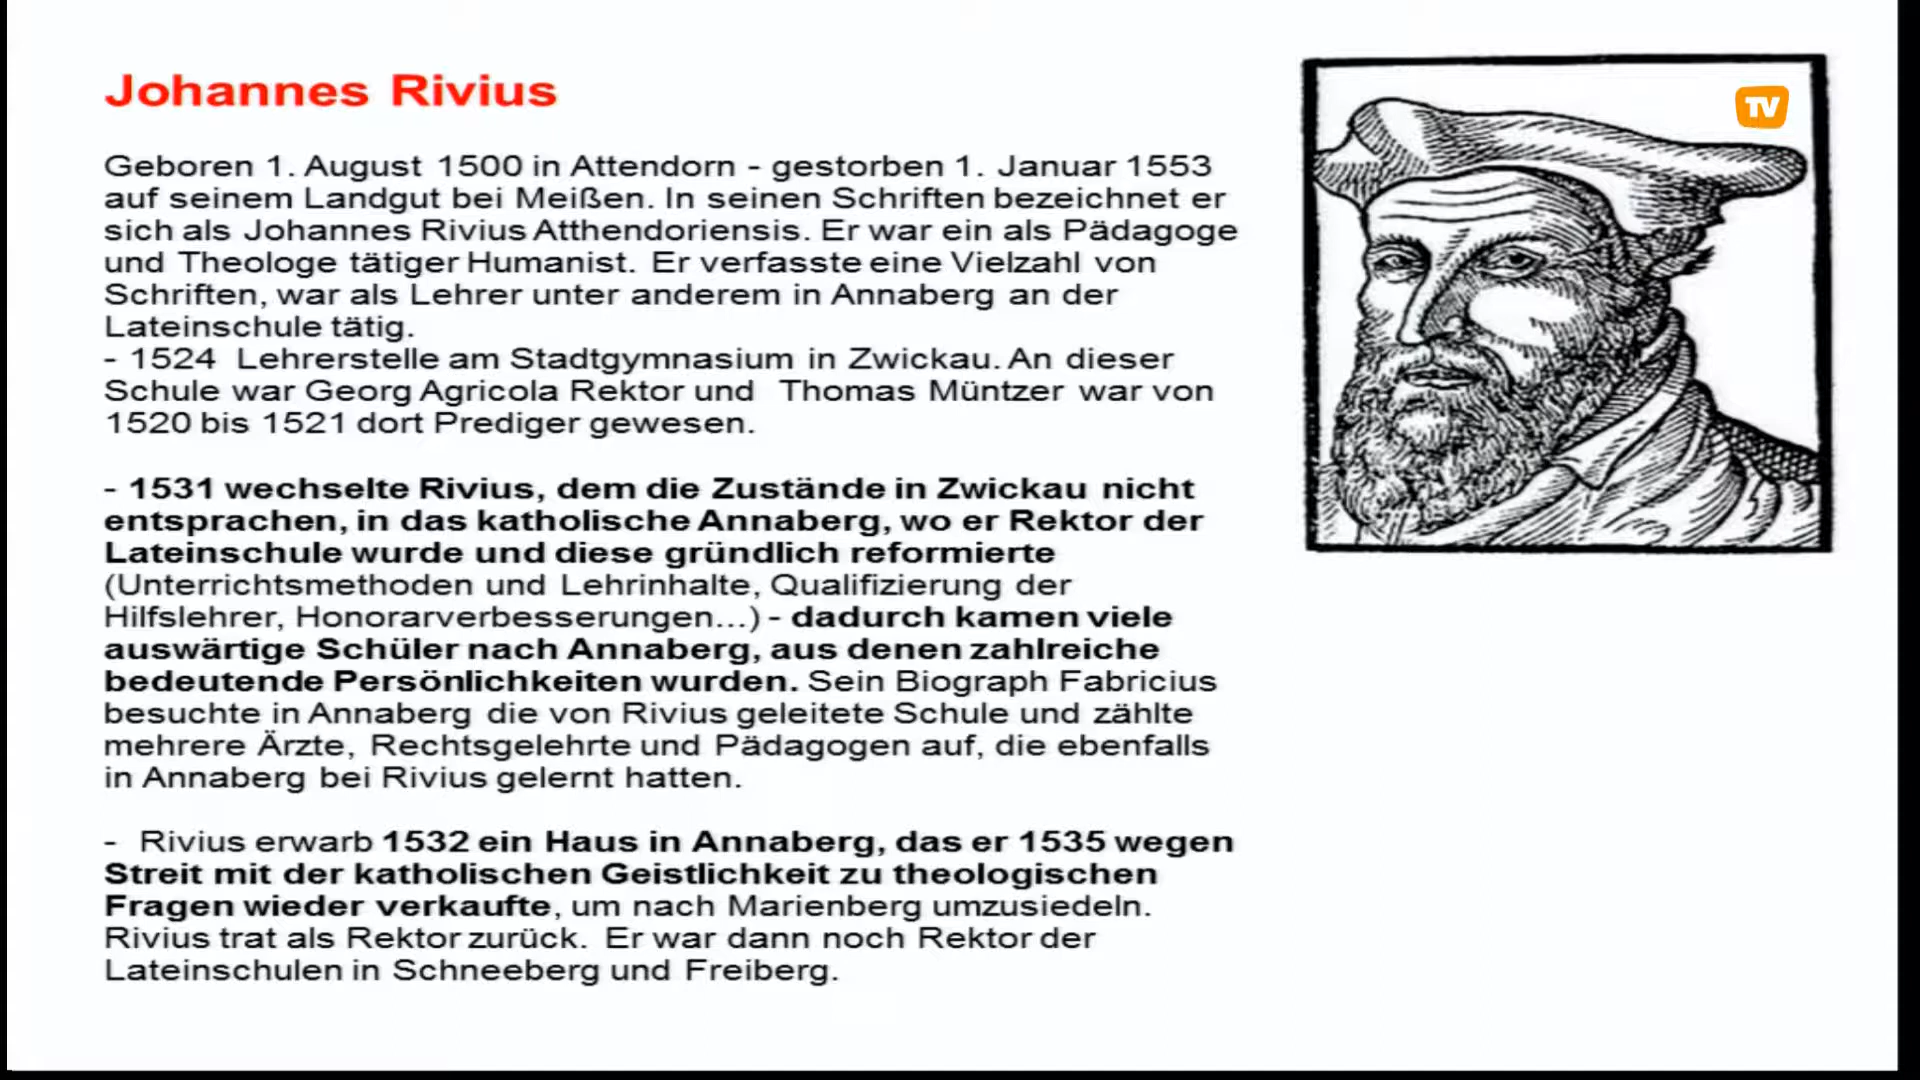 Johannes Rivius
TV
Geboren 1. August 1500 in Attendorn - gestorben 1. Januar 1553
auf seinem Landgut bei Meißen. In seinen Schriften bezeichnet er
sich als Johannes Rivius Atthendoriensis. Er war ein als Pädagoge
und Theologe tätiger Humanist. Er verfasste eine Vielzahl von
Schriften, war als Lehrer unter anderem in Annaberg an der
Lateinschule tätig.
- 1524 Lehrerstelle am Stadtgymnasium in Zwickau. An dieser
Schule war Georg Agricola Rektor und Thomas Müntzer war von
1520 bis 1521 dort Prediger gewesen.
- 1531 wechselte Rivius, dem die Zustände in Zwickau nicht
entsprachen, in das katholische Annaberg, wo er Rektor der
Lateinschule wurde und diese gründlich reformierte
(Unterrichtsmethoden und Lehrinhalte, Qualifizierung der
Hilfslehrer, Honorarverbesserungen...) - dadurch kamen viele
auswärtige Schüler nach Annaberg, aus denen zahlreiche
bedeutende Persönlichkeiten wurden. Sein Biograph Fabricius
besuchte in Annaberg die von Rivius geleitete Schule und zählte
mehrere Ärzte, Rechtsgelehrte und Pädagogen auf, die ebenfalls
in Annaberg bei Rivius gelernt hatten.
- Rivius erwarb 1532 ein Haus in Annaberg, das er 1535 wegen
Streit mit der katholischen Geistlichkeit zu theologischen
Fragen wieder verkaufte, um nach Marienberg umzusiedeln.
Rivius trat als Rektor zurück. Er war dann noch Rektor der
Lateinschulen in Schneeberg und Freiberg.